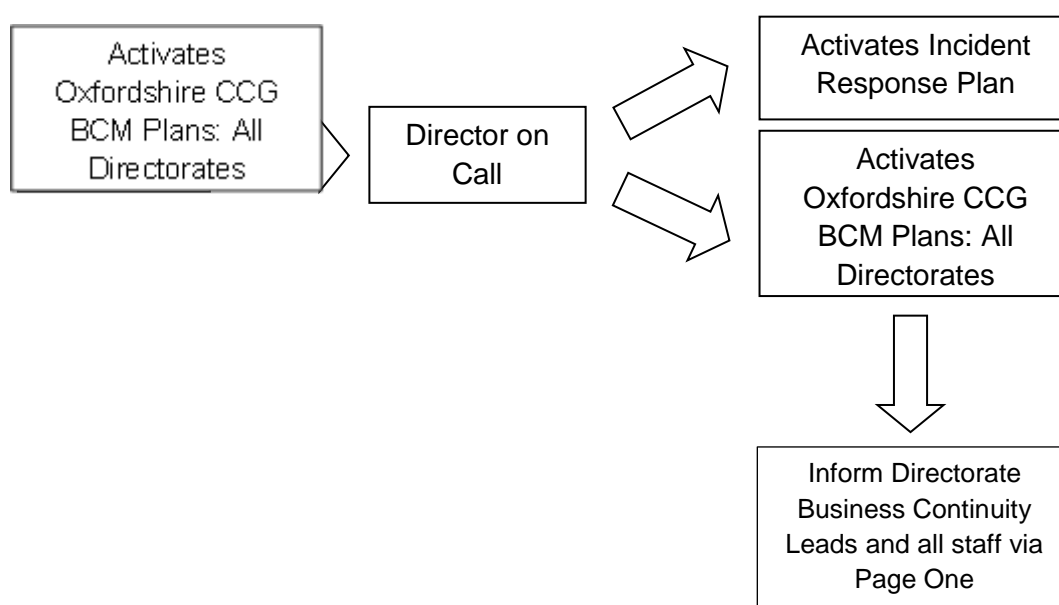 Activates
Oxfordshire CCG
BCM Plans: All
Directorates
Director on
Call
Activates Incident
Response Plan
Activates
Oxfordshire CCG
BCM Plans: All
Directorates
Inform Directorate
Business Continuity
Leads and all staff via
Page One